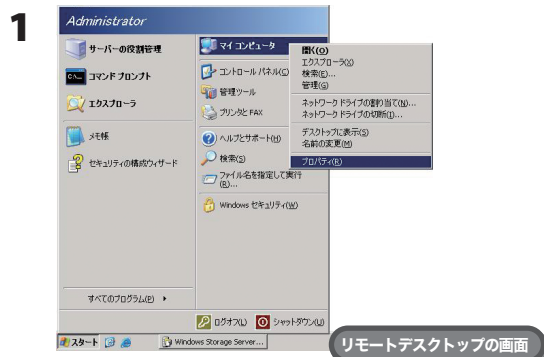 1
Administrator
サーバーの役割管理
コマンド プロンプト
エクスプローラ
メモ帳
セキュリティの構成ウィザード
すべてのプログラム(P)
マイ コンピュータ
コントロール パネル(C)
管理ツール
プリンタと FAX
ヘルプとサポート(H)
検索(S)
ファイル名を指定して実行
(R)...
Windows セキュリティ(W)
開く(O)
エクスプローラ(X)
検索(E)...
管理(G)
ネットワーク ドライブの割り当て(N)...
ネットワーク ドライブの切断(I)...
デスクトップに表示(S)
名前の変更(M)
プロパティ(R)
ログオフ(L)
シャットダウン(U)
スタート
Windows Storage Server...
リモートデスクトップの画面